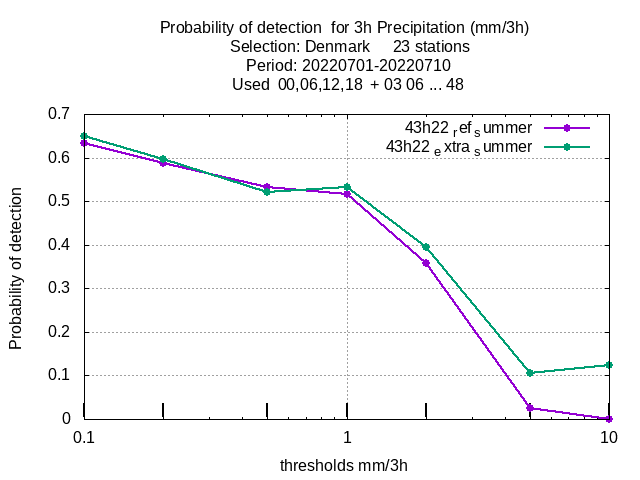 Probability of detection  for 3h Precipitation (mm/3h)
Selection: Denmark     23 stations
Period: 20220701-20220710
Used  00,06,12,18  + 03 06 ... 48
43h22 ref summer
43h22 extra summer
0.7
0.6
0.5
0.4
0.3
0.2
0.1
0
Probability of detection
0.1 1 10
thresholds mm/3h